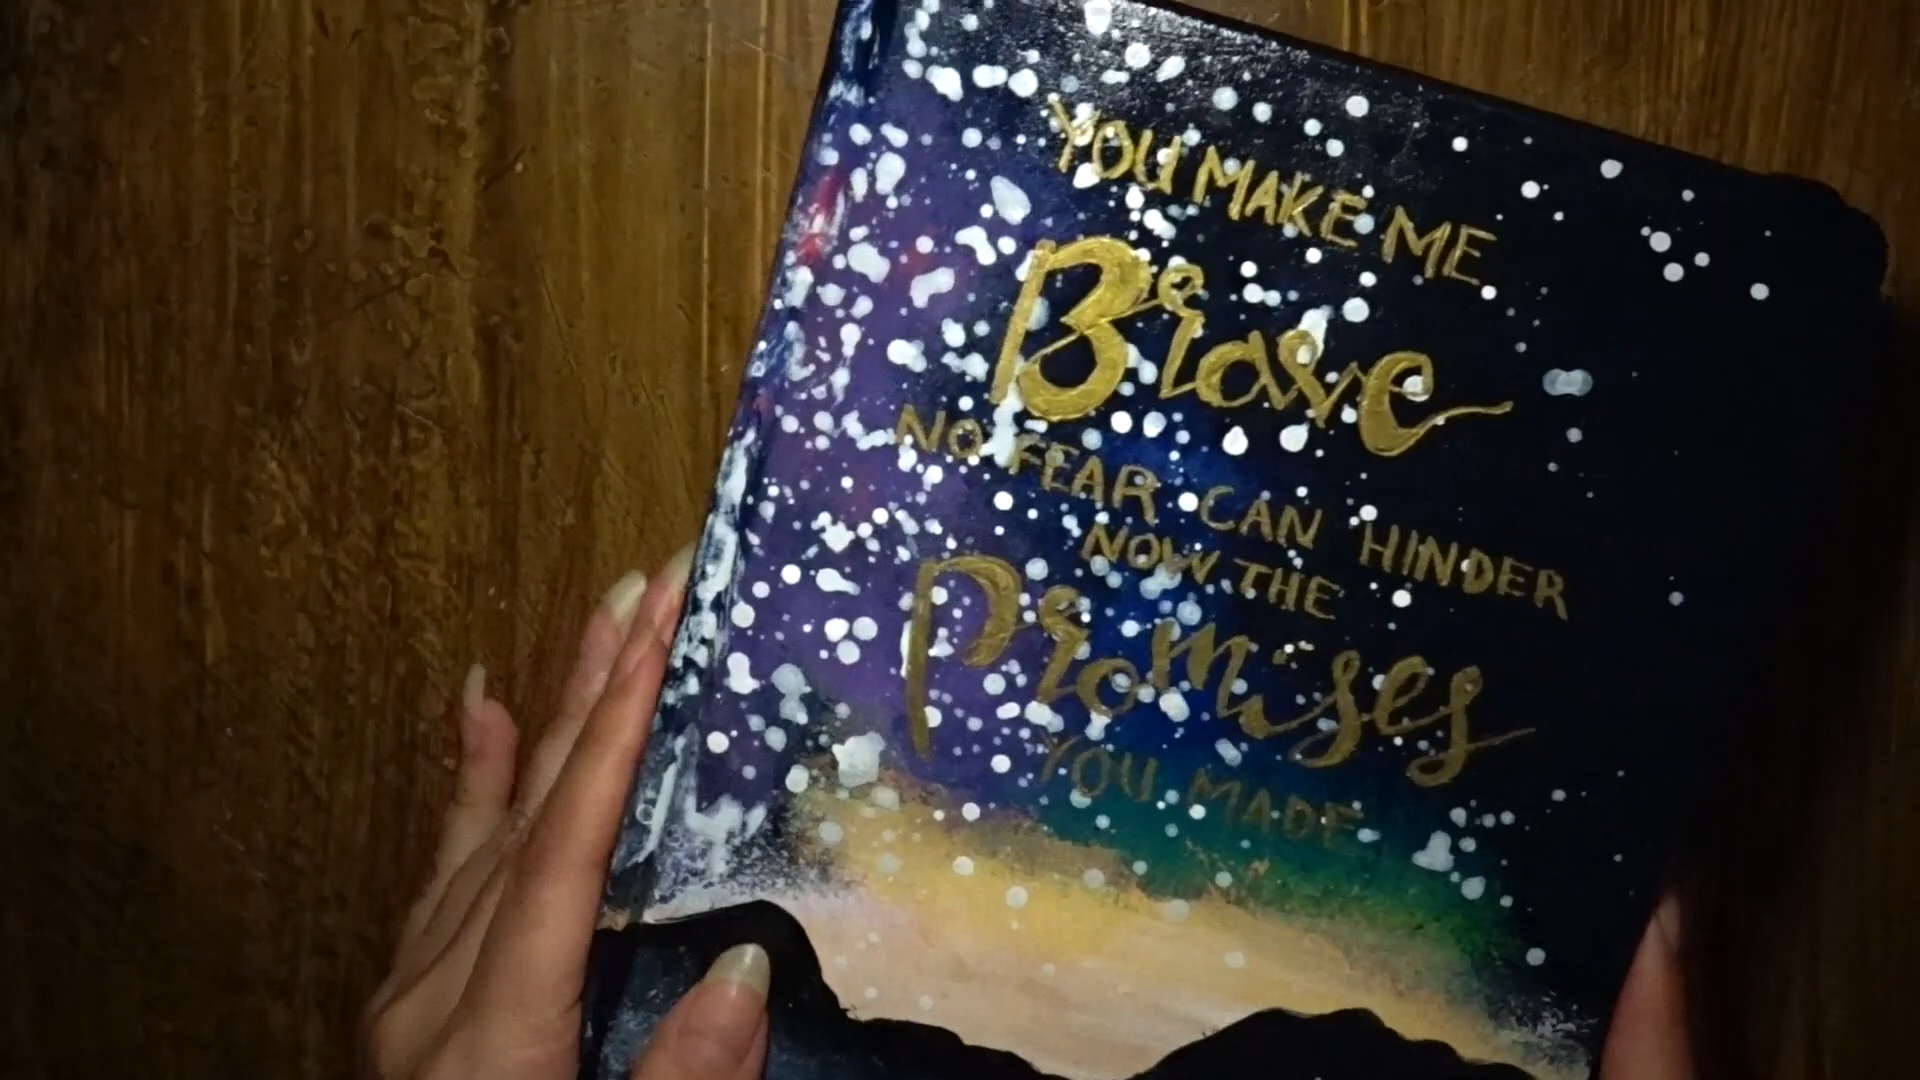 YOU MAKE ME
Brave
NO FEAR CAN HINDER
NOW THE
Promises
YOU MADE